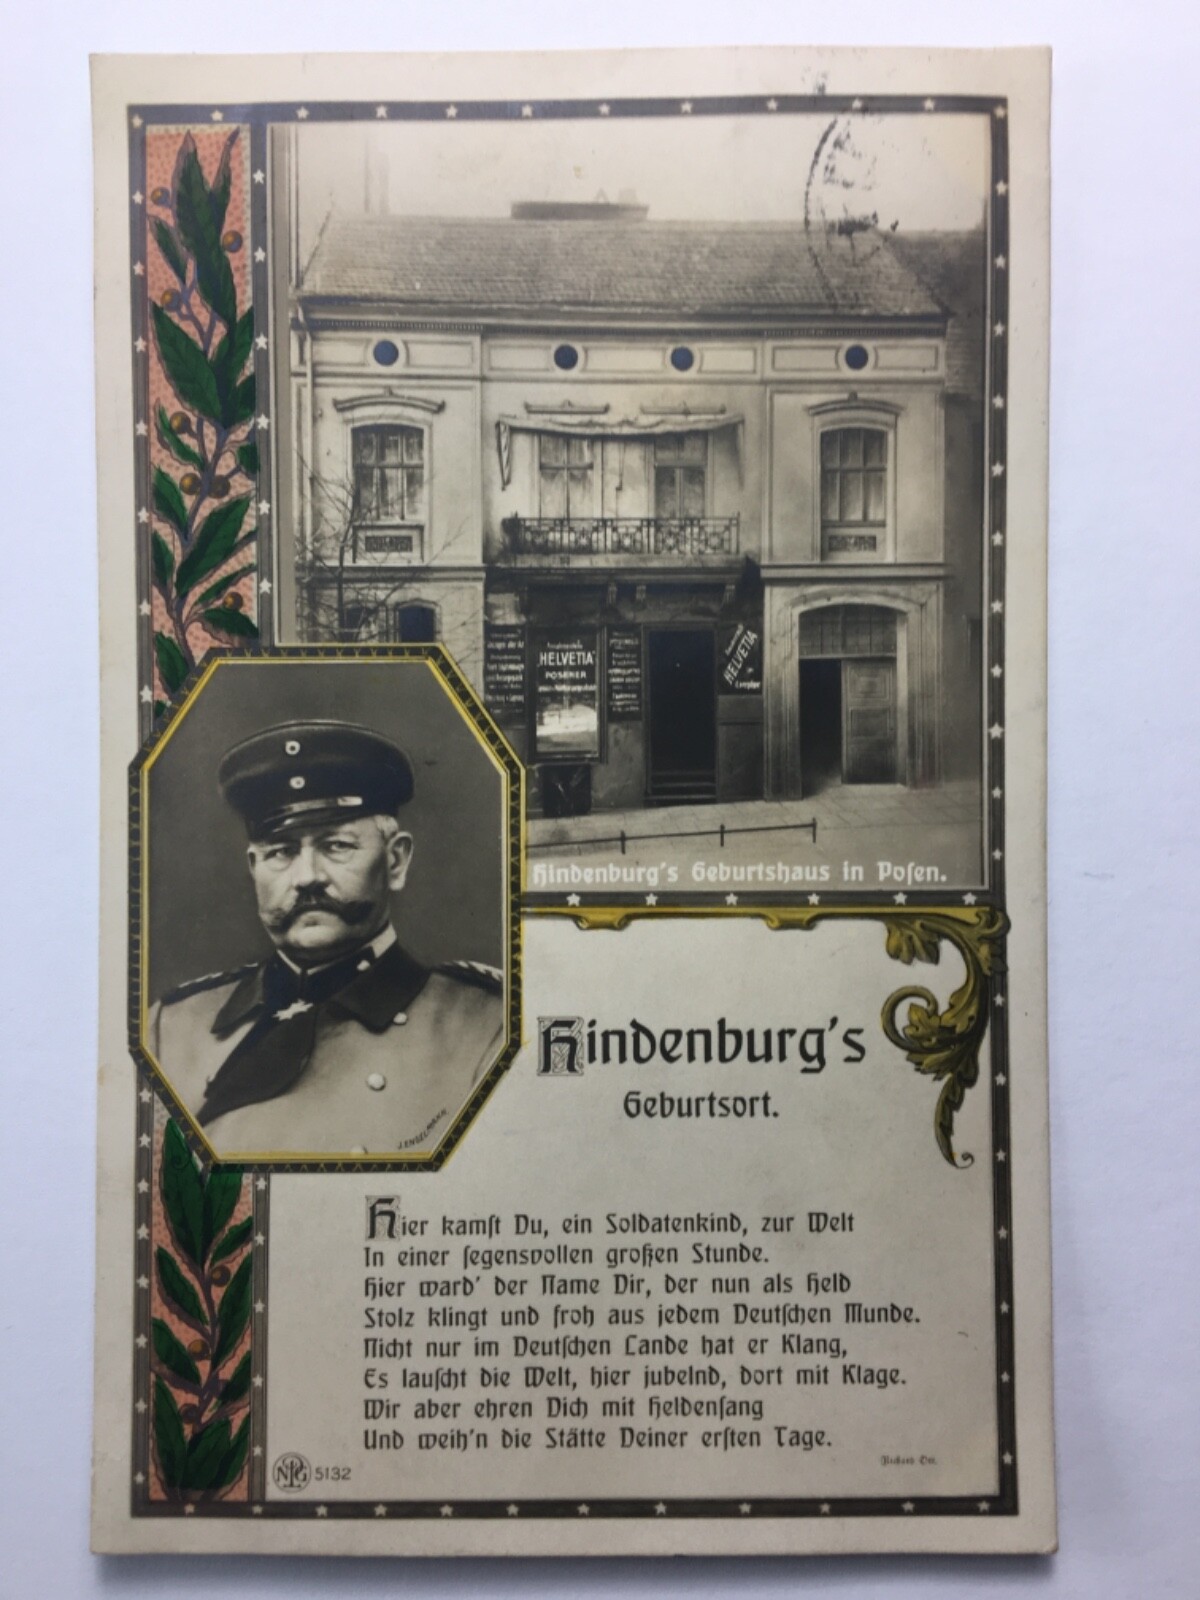 HELVETIA
POSENER
HELVETIA
Hindenburg's Geburtshaus in Posen.
J. ENGELMANN
Hindenburg's
Geburtsort.
Hier kamſt Du, ein Soldatenkind, zur Welt
In einer ſegensvollen großen Stunde.
Hier ward' der Name Dir, der nun als Held
Stolz klingt und froh aus jedem Deutſchen Munde.
Nicht nur im Deutſchen Lande hat er Klang,
Es lauſcht die Welt, hier jubelnd, dort mit Klage.
Wir aber ehren Dich mit Heldenſang
Und weih'n die Stätte Deiner erſten Tage.
NPG 5132